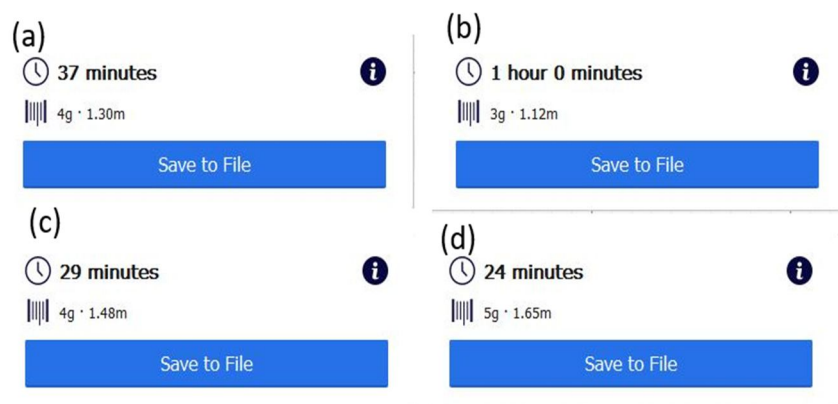 (a)
37 minutes
4g · 1.30m
Save to File
(b)
1 hour 0 minutes
3g · 1.12m
Save to File
(c)
29 minutes
4g · 1.48m
Save to File
(d)
24 minutes
5g · 1.65m
Save to File